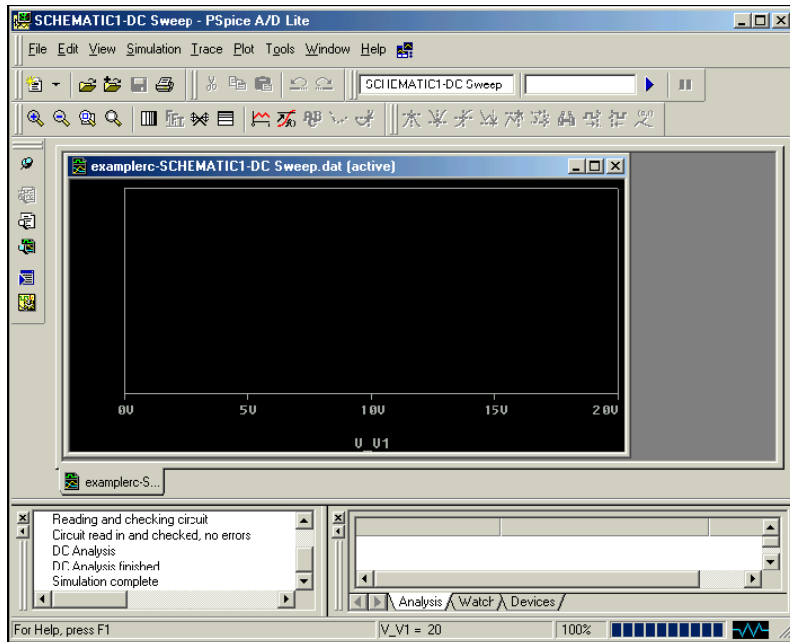 SCHEMATIC1-DC Sweep - PSpice A/D Lite
File Edit View Simulation Trace Plot Tools Window Help
SCHEMATIC1-DC Sweep
examplerc-SCHEMATIC1-DC Sweep.dat (active)
0V 5V 10V 15V 20V
V_V1
examplerc-S...
Reading and checking circuit
Circuit read in and checked, no errors
DC Analysis
DC Analysis finished
Simulation complete
Analysis Watch Devices
For Help, press F1 V_V1 = 20 100%